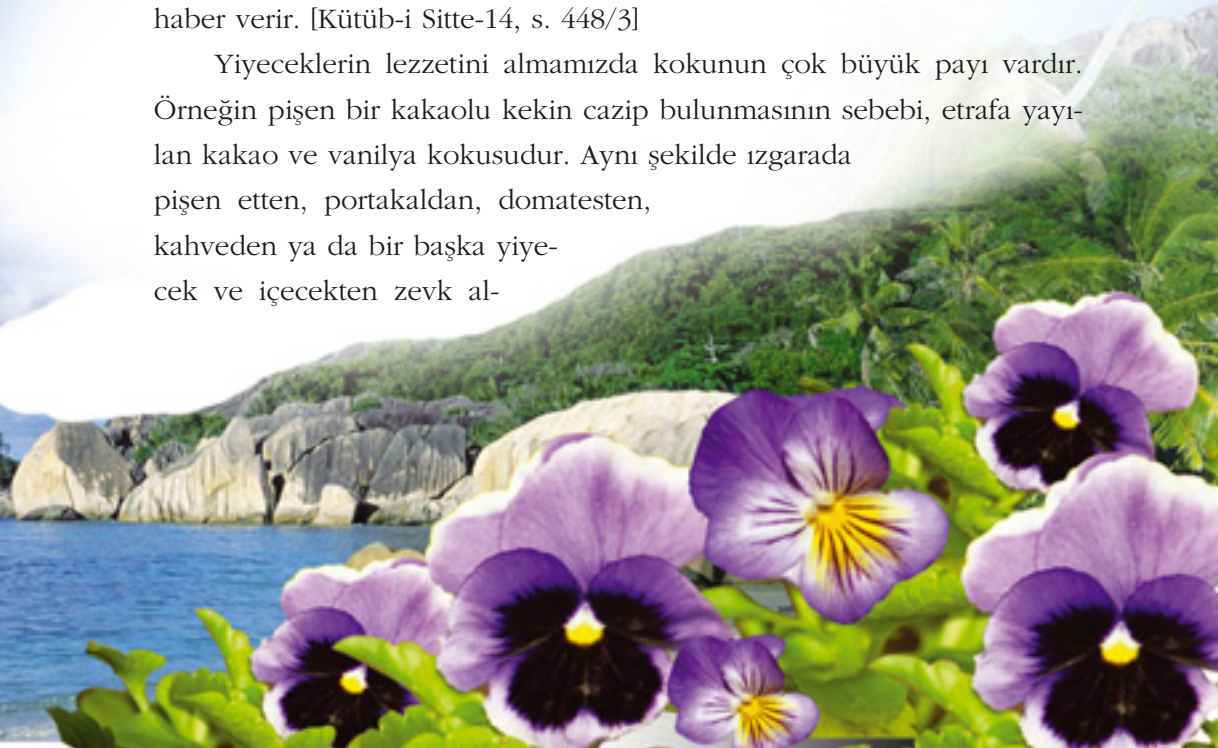 haber verir. [Kütüb-i Sitte-14, s. 448/3]
Yiyeceklerin lezzetini almamızda kokunun çok büyük payı vardır.
Örneğin pişen bir kakaolu kekin cazip bulunmasının sebebi, etrafa yayı-
lan kakao ve vanilya kokusudur. Aynı şekilde ızgarada
pişen etten, portakaldan, domatesten,
kahveden ya da bir başka yiye-
cek ve içecekten zevk al-